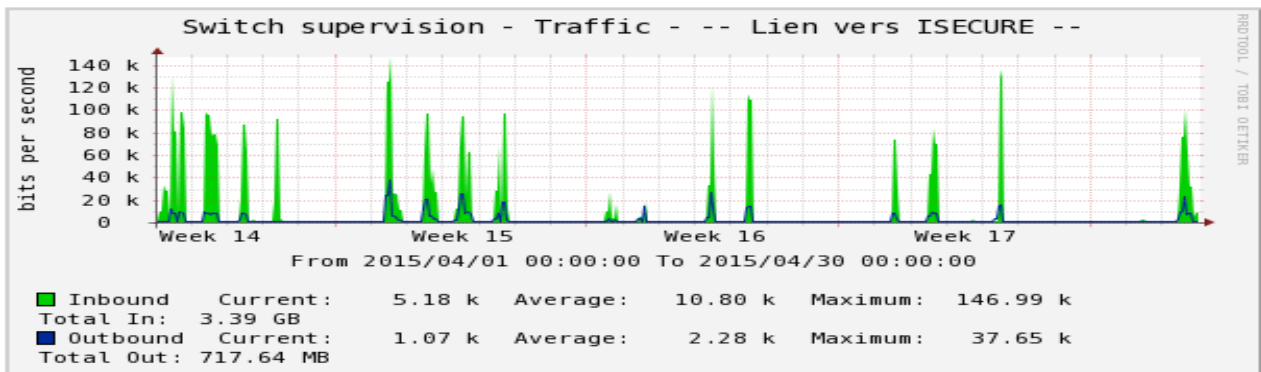 Switch supervision - Traffic - -- Lien vers ISECURE --
RRDTOOL / TOBI OETIKER
bits per second
140 k
120 k
100 k
80 k
60 k
40 k
20 k
0
Week 14 Week 15 Week 16 Week 17
From 2015/04/01 00:00:00 To 2015/04/30 00:00:00
Inbound Current: 5.18 k Average: 10.80 k Maximum: 146.99 k
Total In: 3.39 GB
Outbound Current: 1.07 k Average: 2.28 k Maximum: 37.65 k
Total Out: 717.64 MB